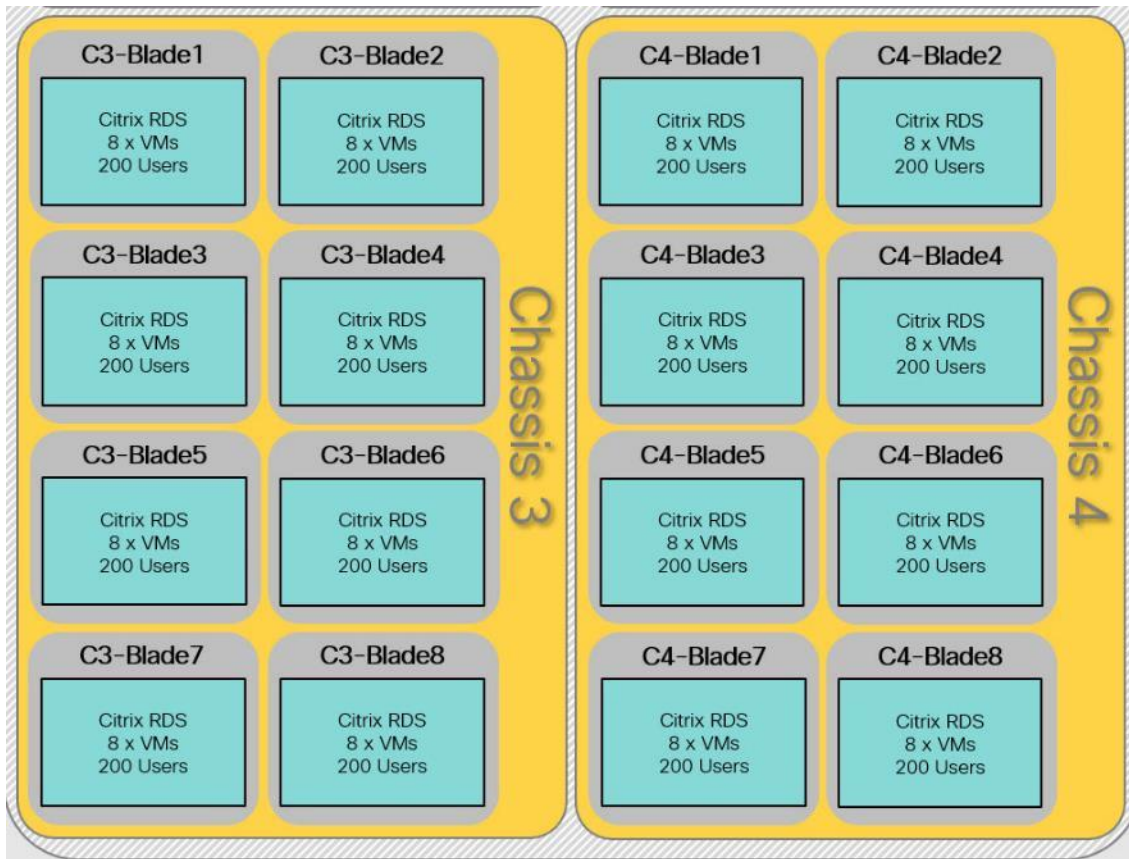 C3-Blade1
Citrix RDS
8 x VMs
200 Users
C3-Blade2
Citrix RDS
8 x VMs
200 Users
C3-Blade3
Citrix RDS
8 x VMs
200 Users
C3-Blade4
Citrix RDS
8 x VMs
200 Users
C3-Blade5
Citrix RDS
8 x VMs
200 Users
C3-Blade6
Citrix RDS
8 x VMs
200 Users
C3-Blade7
Citrix RDS
8 x VMs
200 Users
C3-Blade8
Citrix RDS
8 x VMs
200 Users
Chassis 3
C4-Blade1
Citrix RDS
8 x VMs
200 Users
C4-Blade2
Citrix RDS
8 x VMs
200 Users
C4-Blade3
Citrix RDS
8 x VMs
200 Users
C4-Blade4
Citrix RDS
8 x VMs
200 Users
C4-Blade5
Citrix RDS
8 x VMs
200 Users
C4-Blade6
Citrix RDS
8 x VMs
200 Users
C4-Blade7
Citrix RDS
8 x VMs
200 Users
C4-Blade8
Citrix RDS
8 x VMs
200 Users
Chassis 4